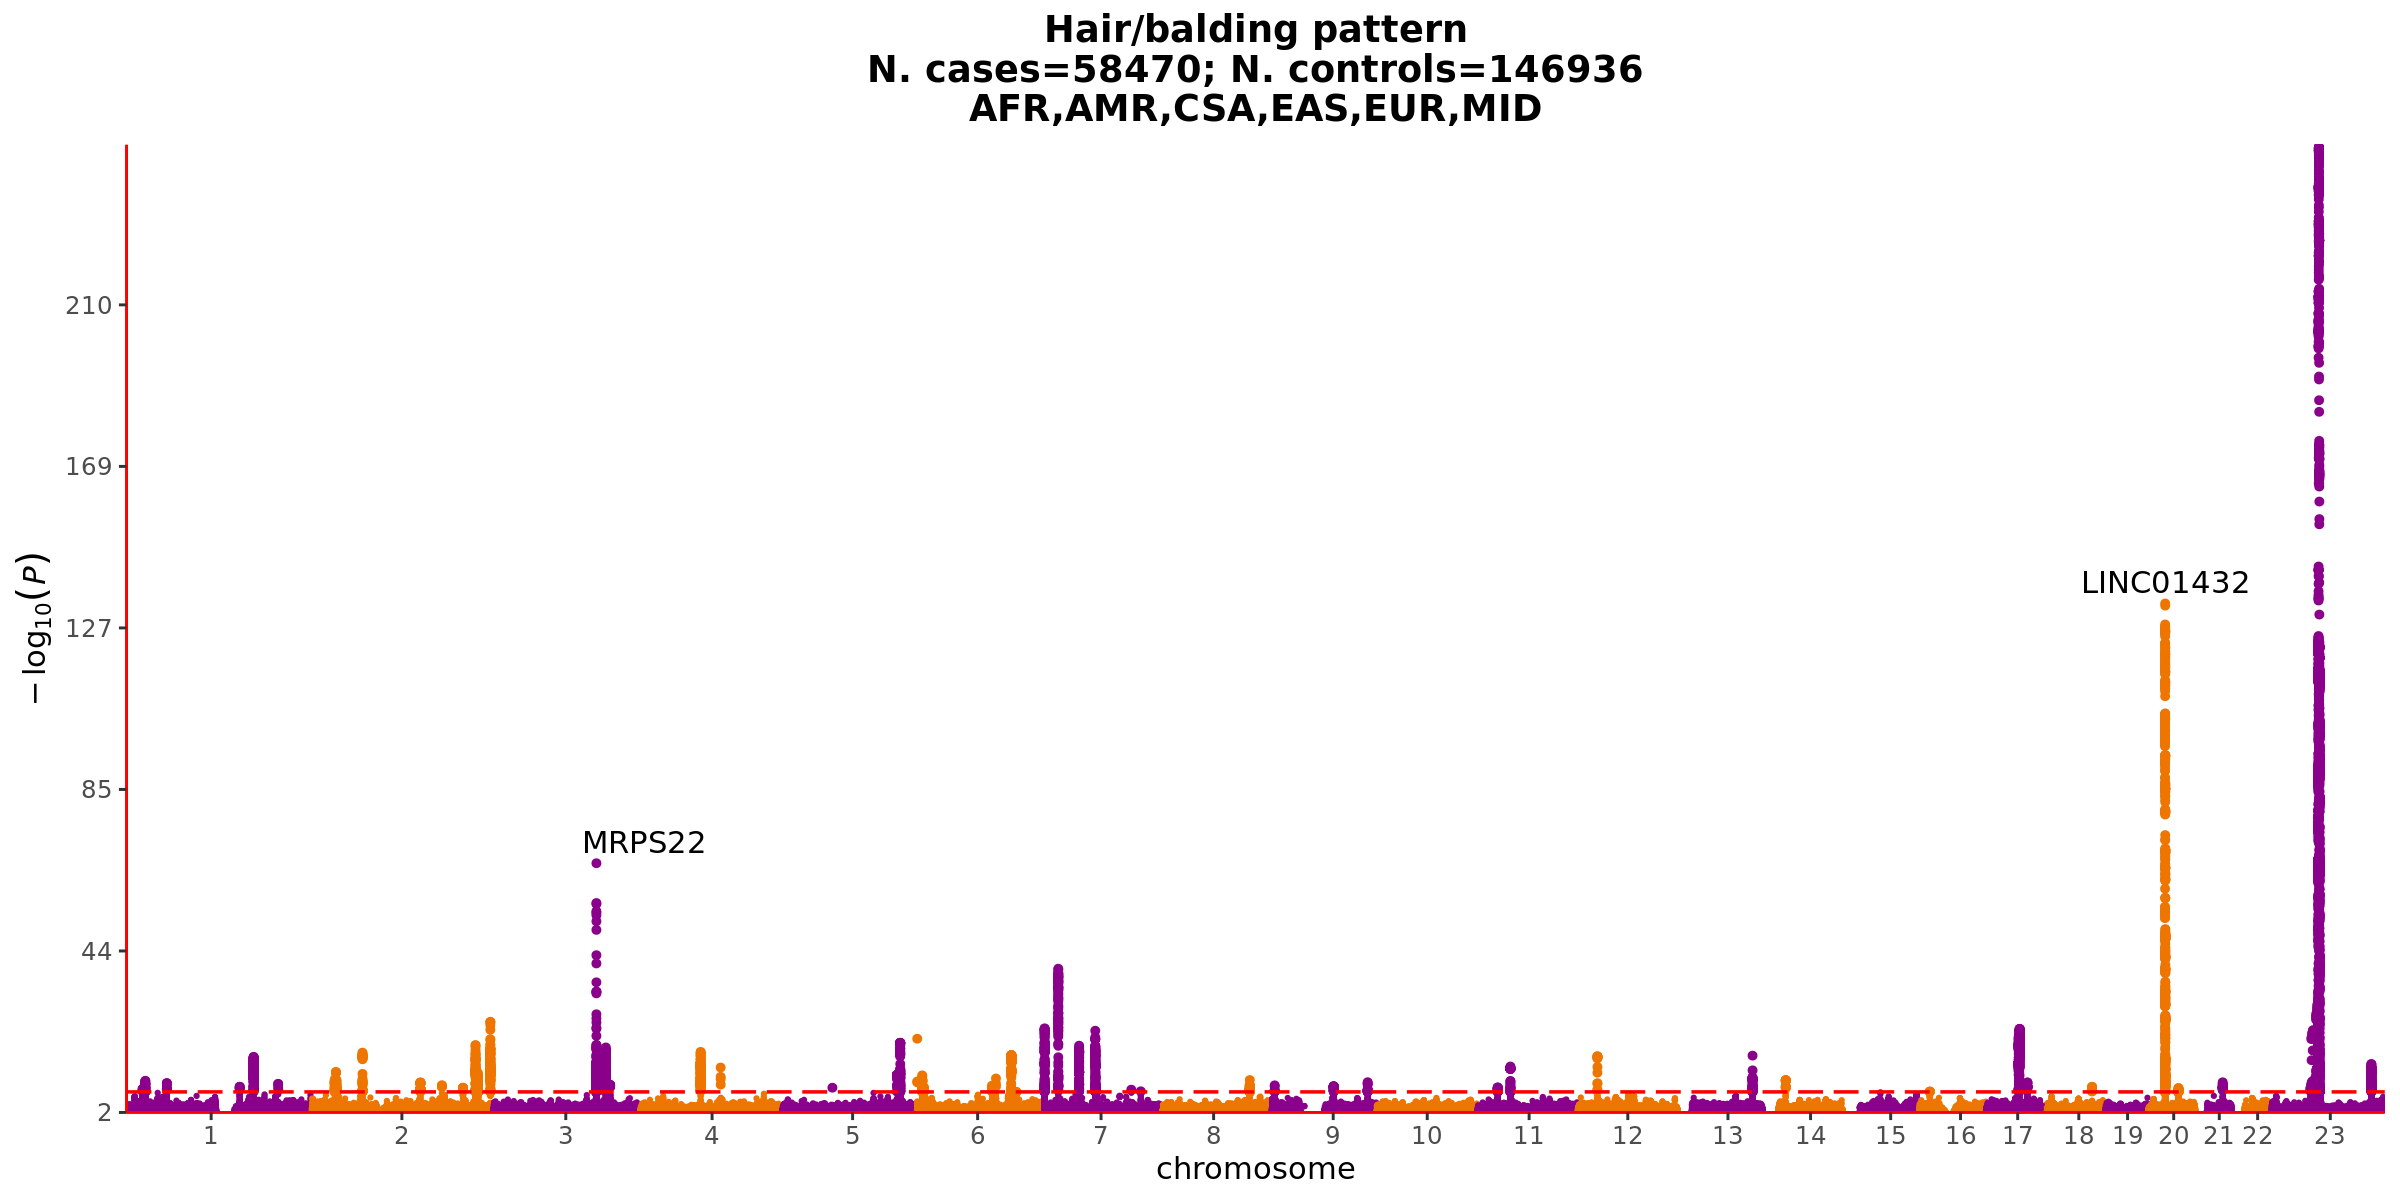 Hair/balding pattern
N. cases=58470; N. controls=146936
AFR,AMR,CSA,EAS,EUR,MID
210
169
127
85
44
2
−log10(P)
LINC01432
MRPS22
1 2 3 4 5 6 7 8 9 10 11 12 13 14 15 16 17 18 19 20 21 22 23
chromosome